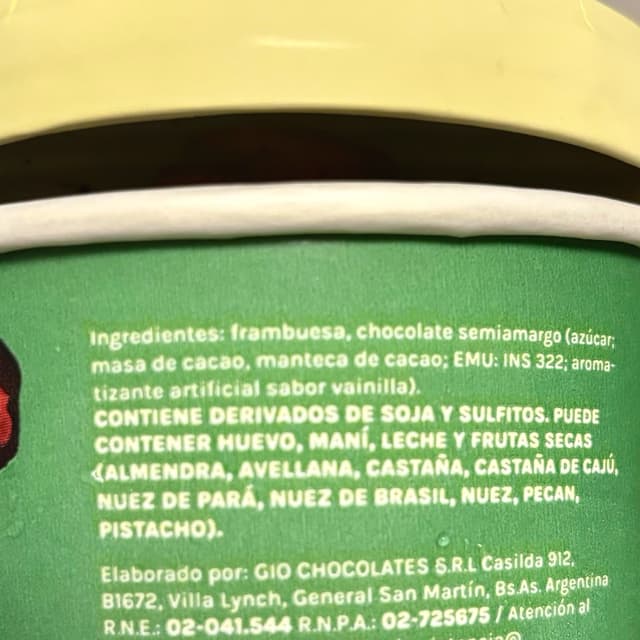 Ingredientes: frambuesa, chocolate semiamargo (azúcar;
masa de cacao, manteca de cacao; EMU: INS 322; aroma-
tizante artificial sabor vainilla).
CONTIENE DERIVADOS DE SOJA Y SULFITOS. PUEDE
CONTENER HUEVO, MANÍ, LECHE Y FRUTAS SECAS
(ALMENDRA, AVELLANA, CASTAÑA, CASTAÑA DE CAJÚ,
NUEZ DE PARÁ, NUEZ DE BRASIL, NUEZ, PECAN,
PISTACHO).
Elaborado por: GIO CHOCOLATES S.R.L Casilda 912,
B1672, Villa Lynch, General San Martín, Bs.As. Argentina
R.N.E.: 02-041.544 R.N.P.A.: 02-725675 / Atención al